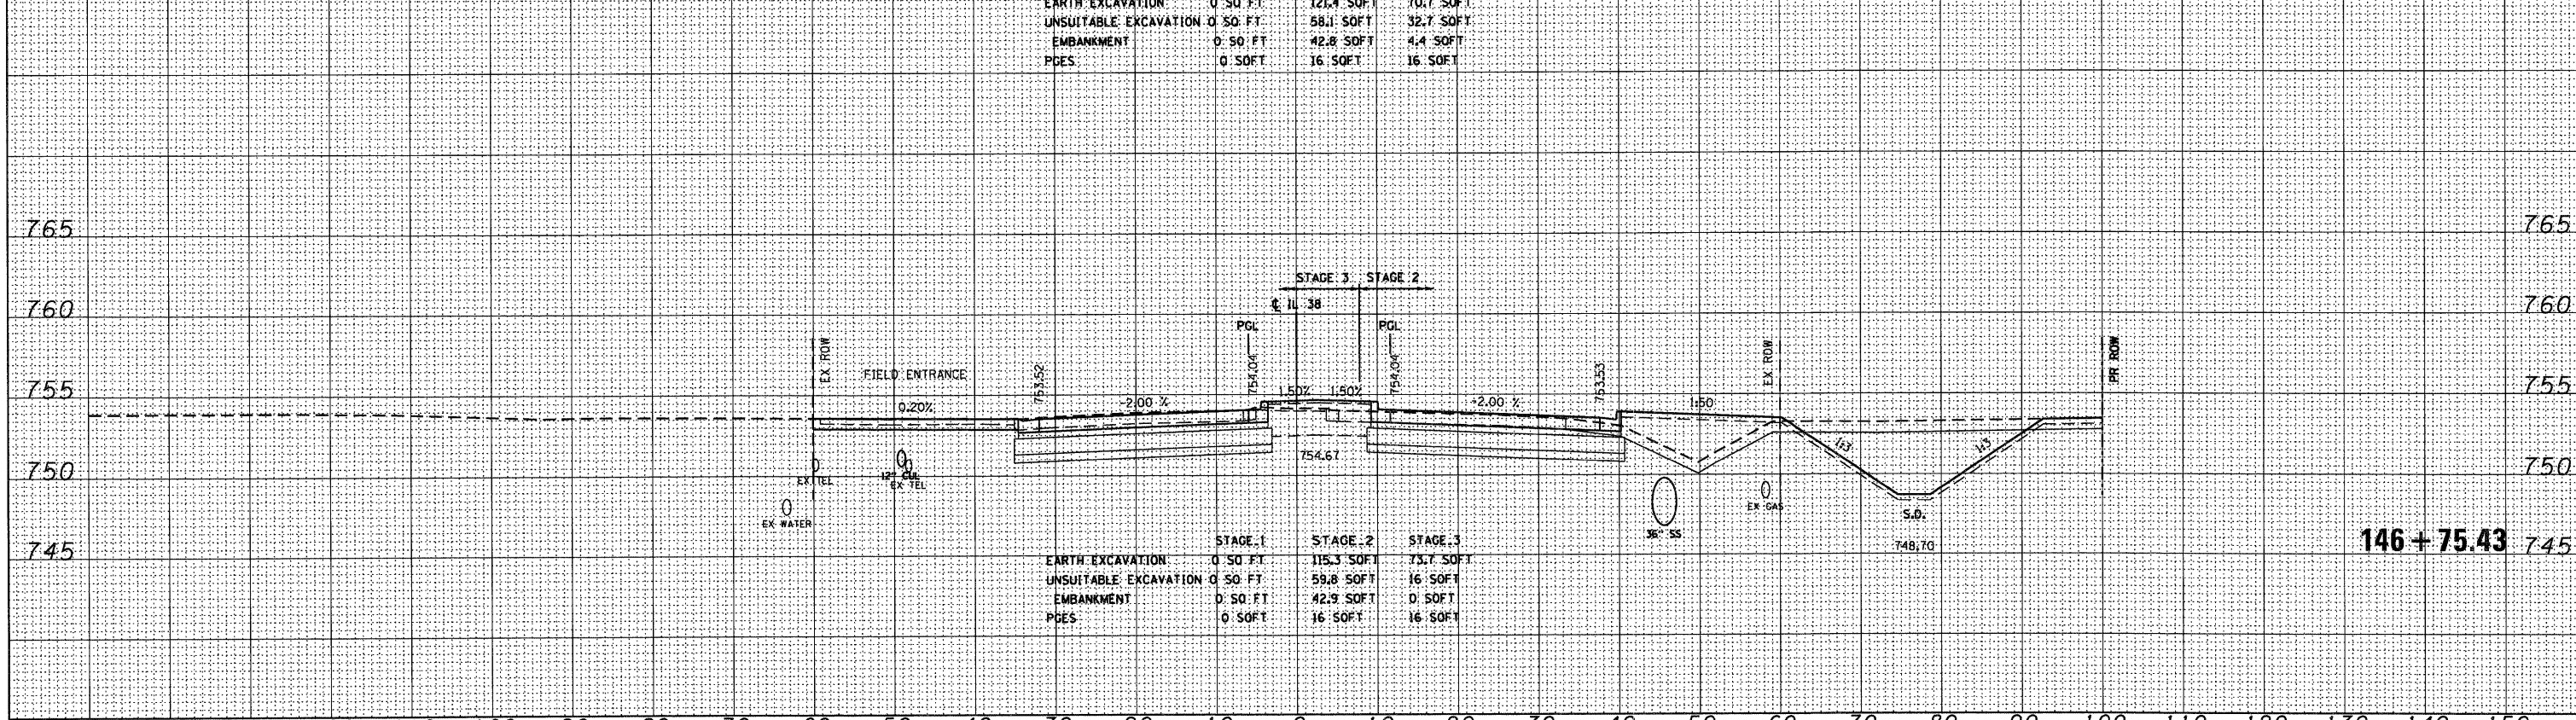 EARTH EXCAVATION 0 SQ FT 121.4 SQFT 70.7 SQFT
UNSUITABLE EXCAVATION 0 SQ FT 58.1 SQFT 32.7 SQFT
EMBANKMENT 0 SQ FT 42.8 SQFT 4.4 SQFT
PGES 0 SQFT 16 SQFT 16 SQFT
765 765
STAGE 3 STAGE 2
760 ℄ IL 38 760
PGL PGL
EX ROW FIELD ENTRANCE 753.52 754.04 754.04 753.53 EX ROW PR ROW
755 755
0.20% -2.00 % 1.50% 1.50% -2.00 % 1:50
1:3 1:3
754.67
750 750
EX TEL 12" CUL
EX TEL
EX WATER EX GAS
36" SS S.D.
745 748.70 146 + 75.43 745
STAGE 1 STAGE 2 STAGE 3
EARTH EXCAVATION 0 SQ FT 115.3 SQFT 73.7 SQFT
UNSUITABLE EXCAVATION 0 SQ FT 59.8 SQFT 16 SQFT
EMBANKMENT 0 SQ FT 42.9 SQFT 0 SQFT
PGES 0 SQFT 16 SQFT 16 SQFT